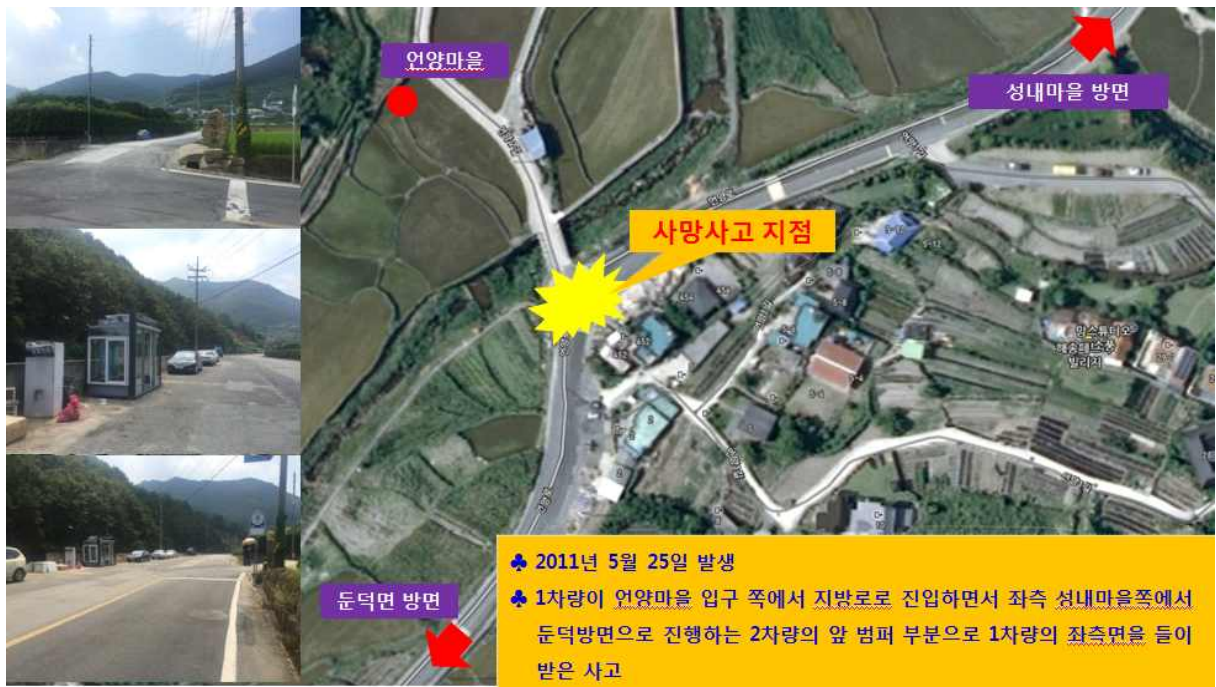 언양마을
성내마을 방면
사망사고 지점
둔덕면 방면
♣ 2011년 5월 25일 발생
♣ 1차량이 언양마을 입구 쪽에서 지방로로 진입하면서 좌측 성내마을쪽에서
둔덕방면으로 진행하는 2차량의 앞 범퍼 부분으로 1차량의 좌측면을 들이
받은 사고